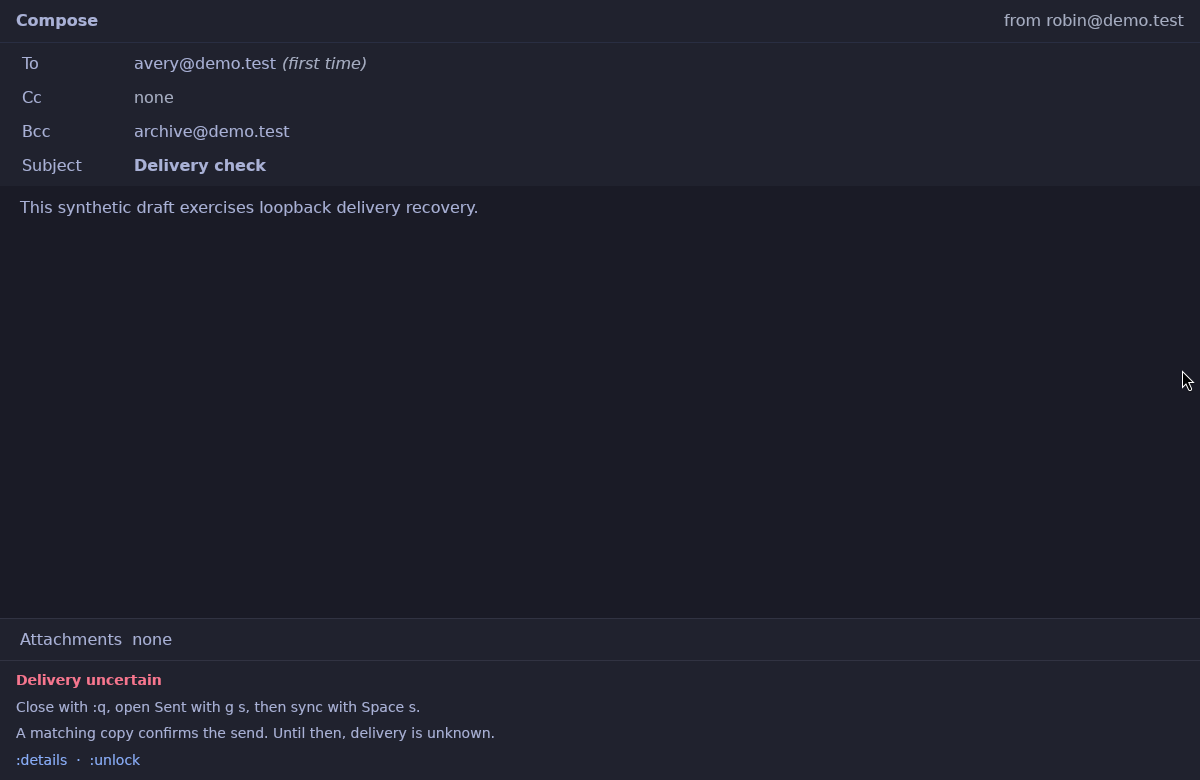 Compose from robin@demo.test
To avery@demo.test (first time)
Cc none
Bcc archive@demo.test
Subject Delivery check
This synthetic draft exercises loopback delivery recovery.
Attachments none
Delivery uncertain
Close with :q, open Sent with g s, then sync with Space s.
A matching copy confirms the send. Until then, delivery is unknown.
:details · :unlock